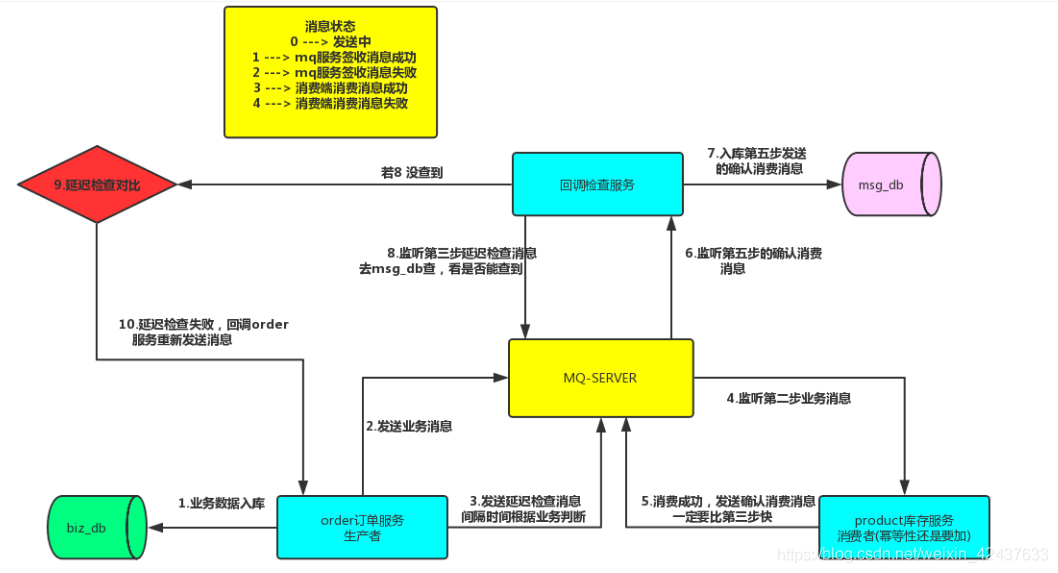 消息状态
0 ---> 发送中
1 ---> mq服务签收消息成功
2 ---> mq服务签收消息失败
3 ---> 消费端消费消息成功
4 ---> 消费端消费消息失败
7.入库第五步发送
的确认消费消息
若8 没查到
9.延迟检查对比
回调检查服务
msg_db
8.监听第三步延迟检查消息
去msg_db查，看是否能查到
6.监听第五步的确认消费
消息
10.延迟检查失败，回调order
服务重新发送消息
MQ-SERVER
4.监听第二步业务消息
2.发送业务消息
1.业务数据入库
3.发送延迟检查消息
间隔时间根据业务判断
5.消费成功，发送确认消费消息
一定要比第三步快
biz_db
order订单服务
生产者
product库存服务
消费者(幂等性还是要加)
https://blog.csdn.net/weixin_42437633